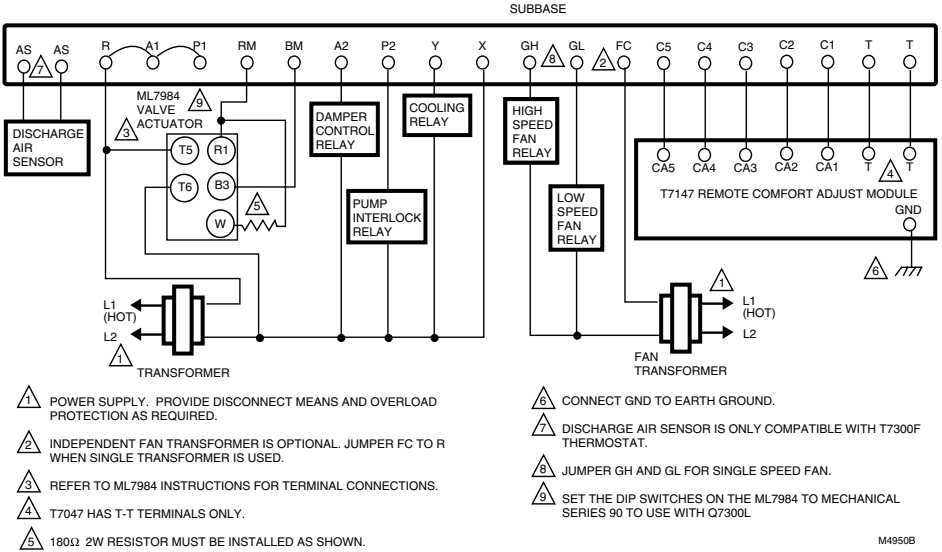 SUBBASE
AS AS R A1 P1 RM BM A2 P2 Y X GH GL FC C5 C4 C3 C2 C1 T T
7 8 2
DISCHARGE
AIR
SENSOR
ML7984
VALVE
ACTUATOR
9
3
T5 R1
T6 B3
W
5
DAMPER
CONTROL
RELAY
PUMP
INTERLOCK
RELAY
COOLING
RELAY
HIGH
SPEED
FAN
RELAY
LOW
SPEED
FAN
RELAY
CA5 CA4 CA3 CA2 CA1 T T
4
T7147 REMOTE COMFORT ADJUST MODULE
GND
6
L1
(HOT)
L2
1
TRANSFORMER
1
L1
(HOT)
L2
FAN
TRANSFORMER
1 POWER SUPPLY. PROVIDE DISCONNECT MEANS AND OVERLOAD
PROTECTION AS REQUIRED.
2 INDEPENDENT FAN TRANSFORMER IS OPTIONAL. JUMPER FC TO R
WHEN SINGLE TRANSFORMER IS USED.
3 REFER TO ML7984 INSTRUCTIONS FOR TERMINAL CONNECTIONS.
4 T7047 HAS T-T TERMINALS ONLY.
5 180Ω 2W RESISTOR MUST BE INSTALLED AS SHOWN.
6 CONNECT GND TO EARTH GROUND.
7 DISCHARGE AIR SENSOR IS ONLY COMPATIBLE WITH T7300F
THERMOSTAT.
8 JUMPER GH AND GL FOR SINGLE SPEED FAN.
9 SET THE DIP SWITCHES ON THE ML7984 TO MECHANICAL
SERIES 90 TO USE WITH Q7300L
M4950B